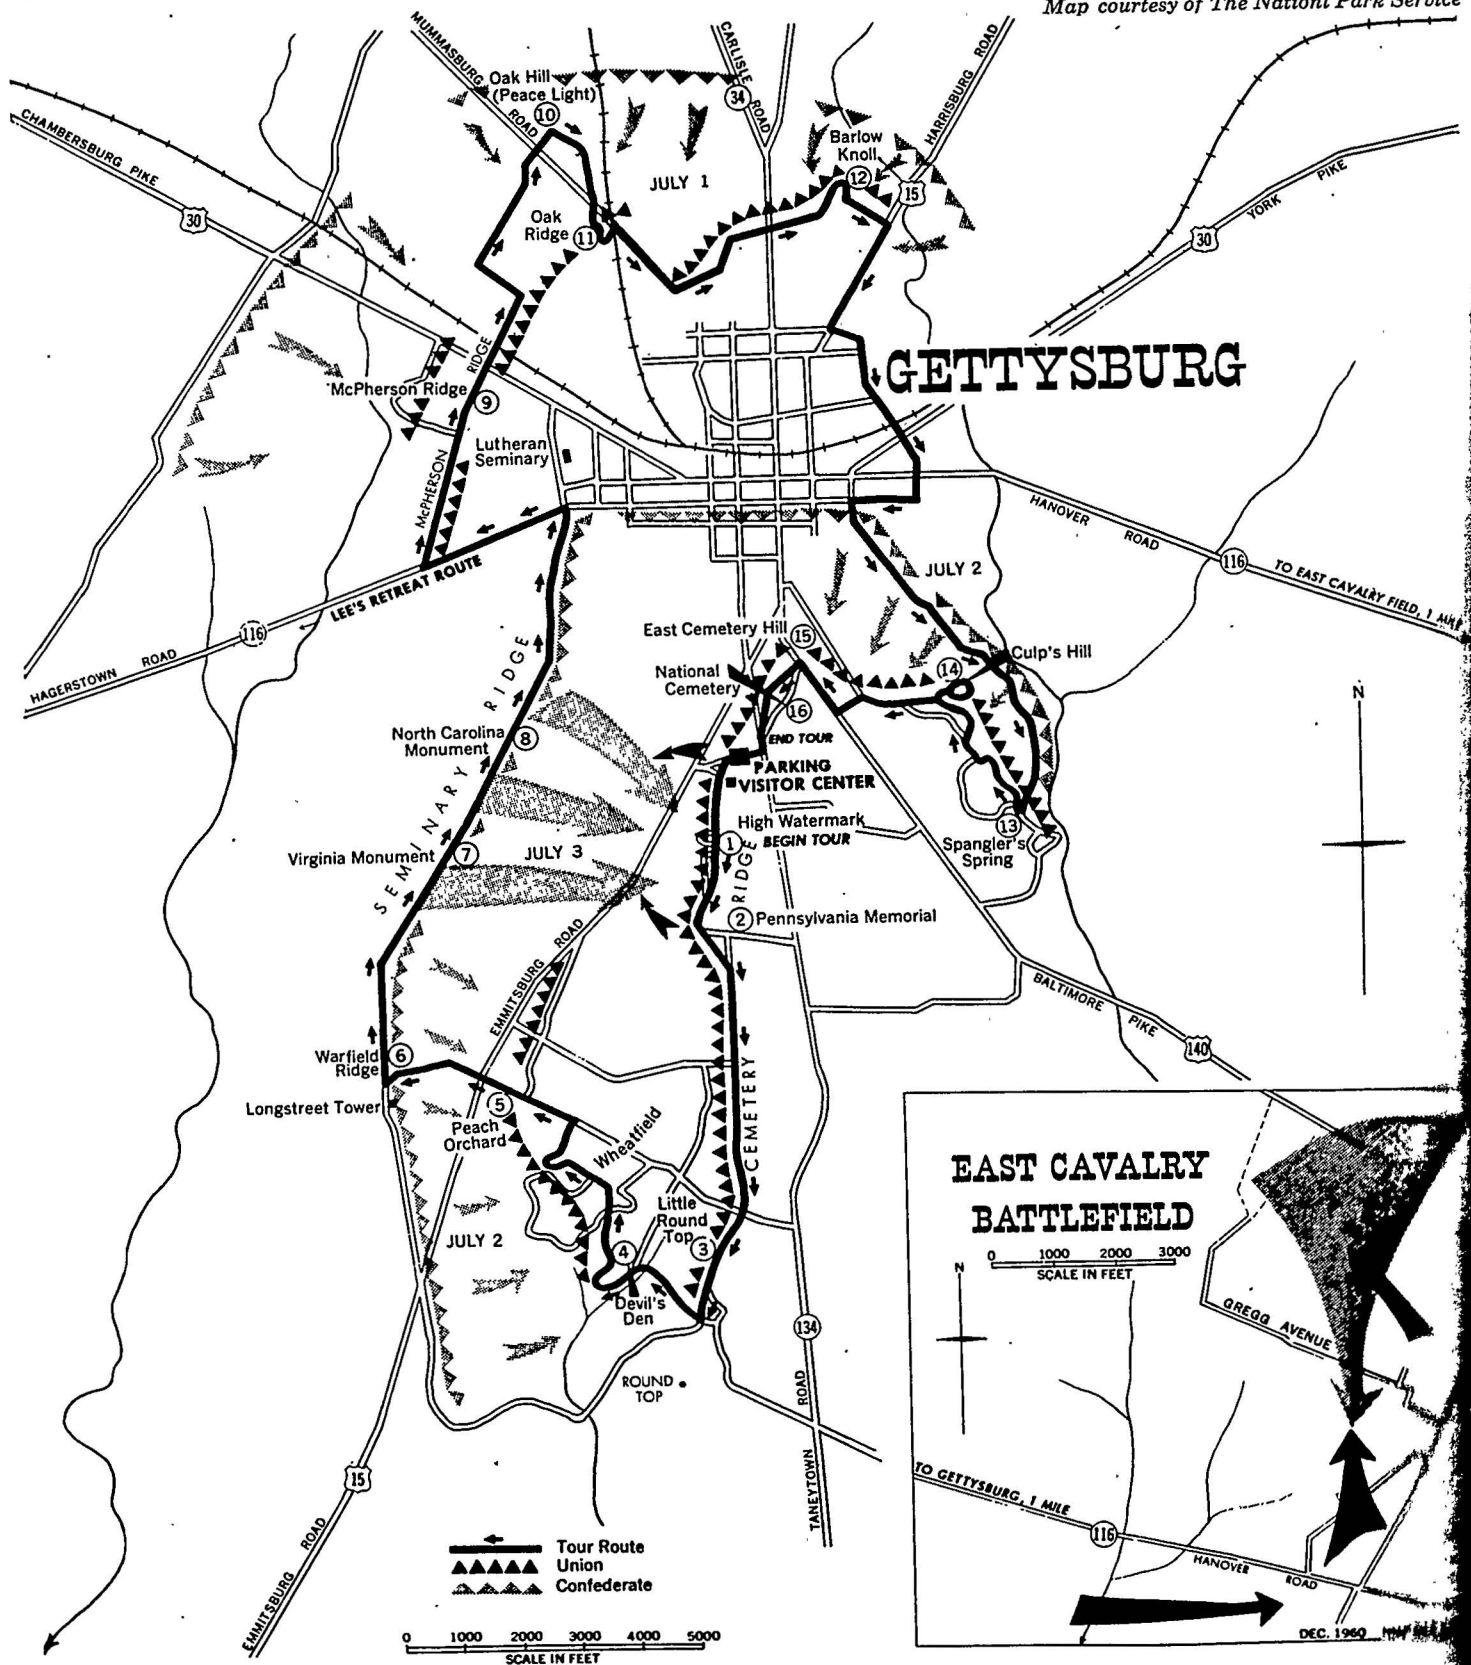 Map courtesy of The Nationl Park Service
MUMMASBURG
ROAD
Oak Hill
(Peace Light)
10
CARLISLE
34
ROAD
HARRISBURG ROAD
15
CHAMBERSBURG PIKE
30
Barlow
Knoll
12
JULY 1
Oak
Ridge
11
YORK PIKE
30
GETTYSBURG
McPHERSON RIDGE
McPherson Ridge
9
Lutheran
Seminary
HANOVER
ROAD
116
TO EAST CAVALRY FIELD, 1 MILE
JULY 2
LEE'S RETREAT ROUTE
HAGERSTOWN ROAD
116
East Cemetery Hill
15
Culp's Hill
14
National
Cemetery
16
END TOUR
N
North Carolina
Monument
8
SEMINARY RIDGE
PARKING
VISITOR CENTER
High Watermark
1
BEGIN TOUR
13
Spangler's
Spring
Virginia Monument
7
JULY 3
2
Pennsylvania Memorial
CEMETERY RIDGE
EMMITSBURG ROAD
BALTIMORE PIKE
140
Warfield
Ridge
6
Longstreet Tower
5
Peach
Orchard
Wheatfield
Little
Round
Top
3
JULY 2
4
Devil's
Den
ROUND
TOP
134
TANEYTOWN ROAD
15
EMMITSBURG ROAD
Tour Route
Union
Confederate
0 1000 2000 3000 4000 5000
SCALE IN FEET
EAST CAVALRY
BATTLEFIELD
0 1000 2000 3000
SCALE IN FEET
N
GREGG AVENUE
TO GETTYSBURG, 1 MILE
116
HANOVER ROAD
DEC. 1960